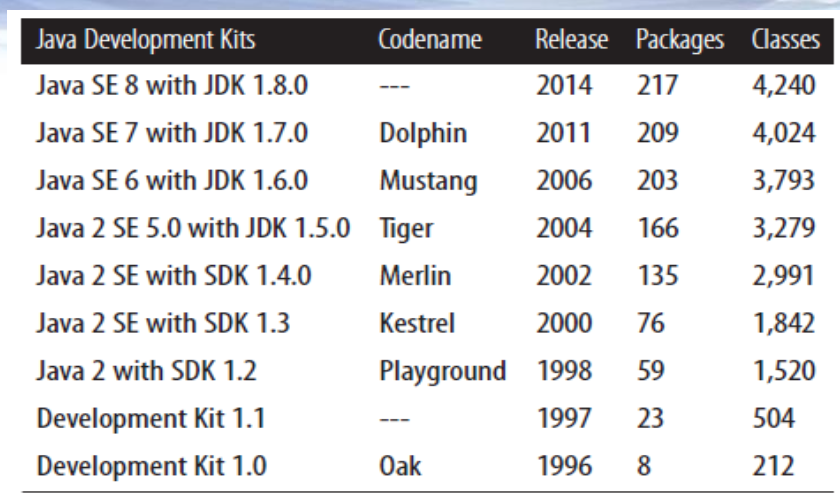 Java Development Kits Codename Release Packages Classes
Java SE 8 with JDK 1.8.0 --- 2014 217 4,240
Java SE 7 with JDK 1.7.0 Dolphin 2011 209 4,024
Java SE 6 with JDK 1.6.0 Mustang 2006 203 3,793
Java 2 SE 5.0 with JDK 1.5.0 Tiger 2004 166 3,279
Java 2 SE with SDK 1.4.0 Merlin 2002 135 2,991
Java 2 SE with SDK 1.3 Kestrel 2000 76 1,842
Java 2 with SDK 1.2 Playground 1998 59 1,520
Development Kit 1.1 --- 1997 23 504
Development Kit 1.0 Oak 1996 8 212